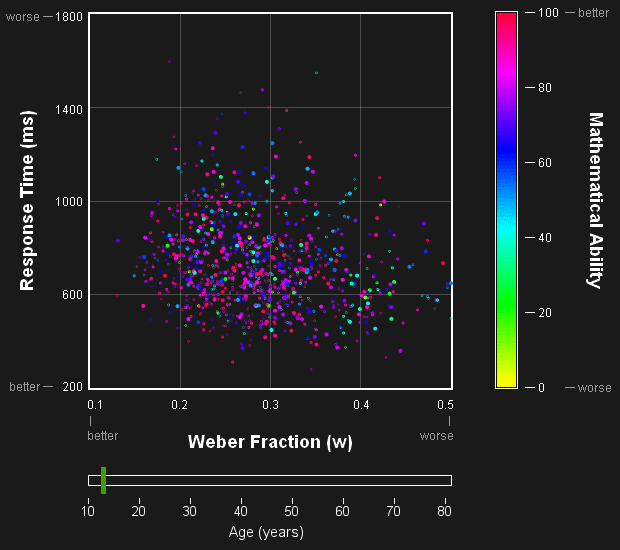 worse
1800
1400
1000
600
better
200
Response Time (ms)
0.1
0.2
0.3
0.4
0.5
better
worse
Weber Fraction (w)
100
better
80
60
40
20
0
worse
Mathematical Ability
10
20
30
40
50
60
70
80
Age (years)